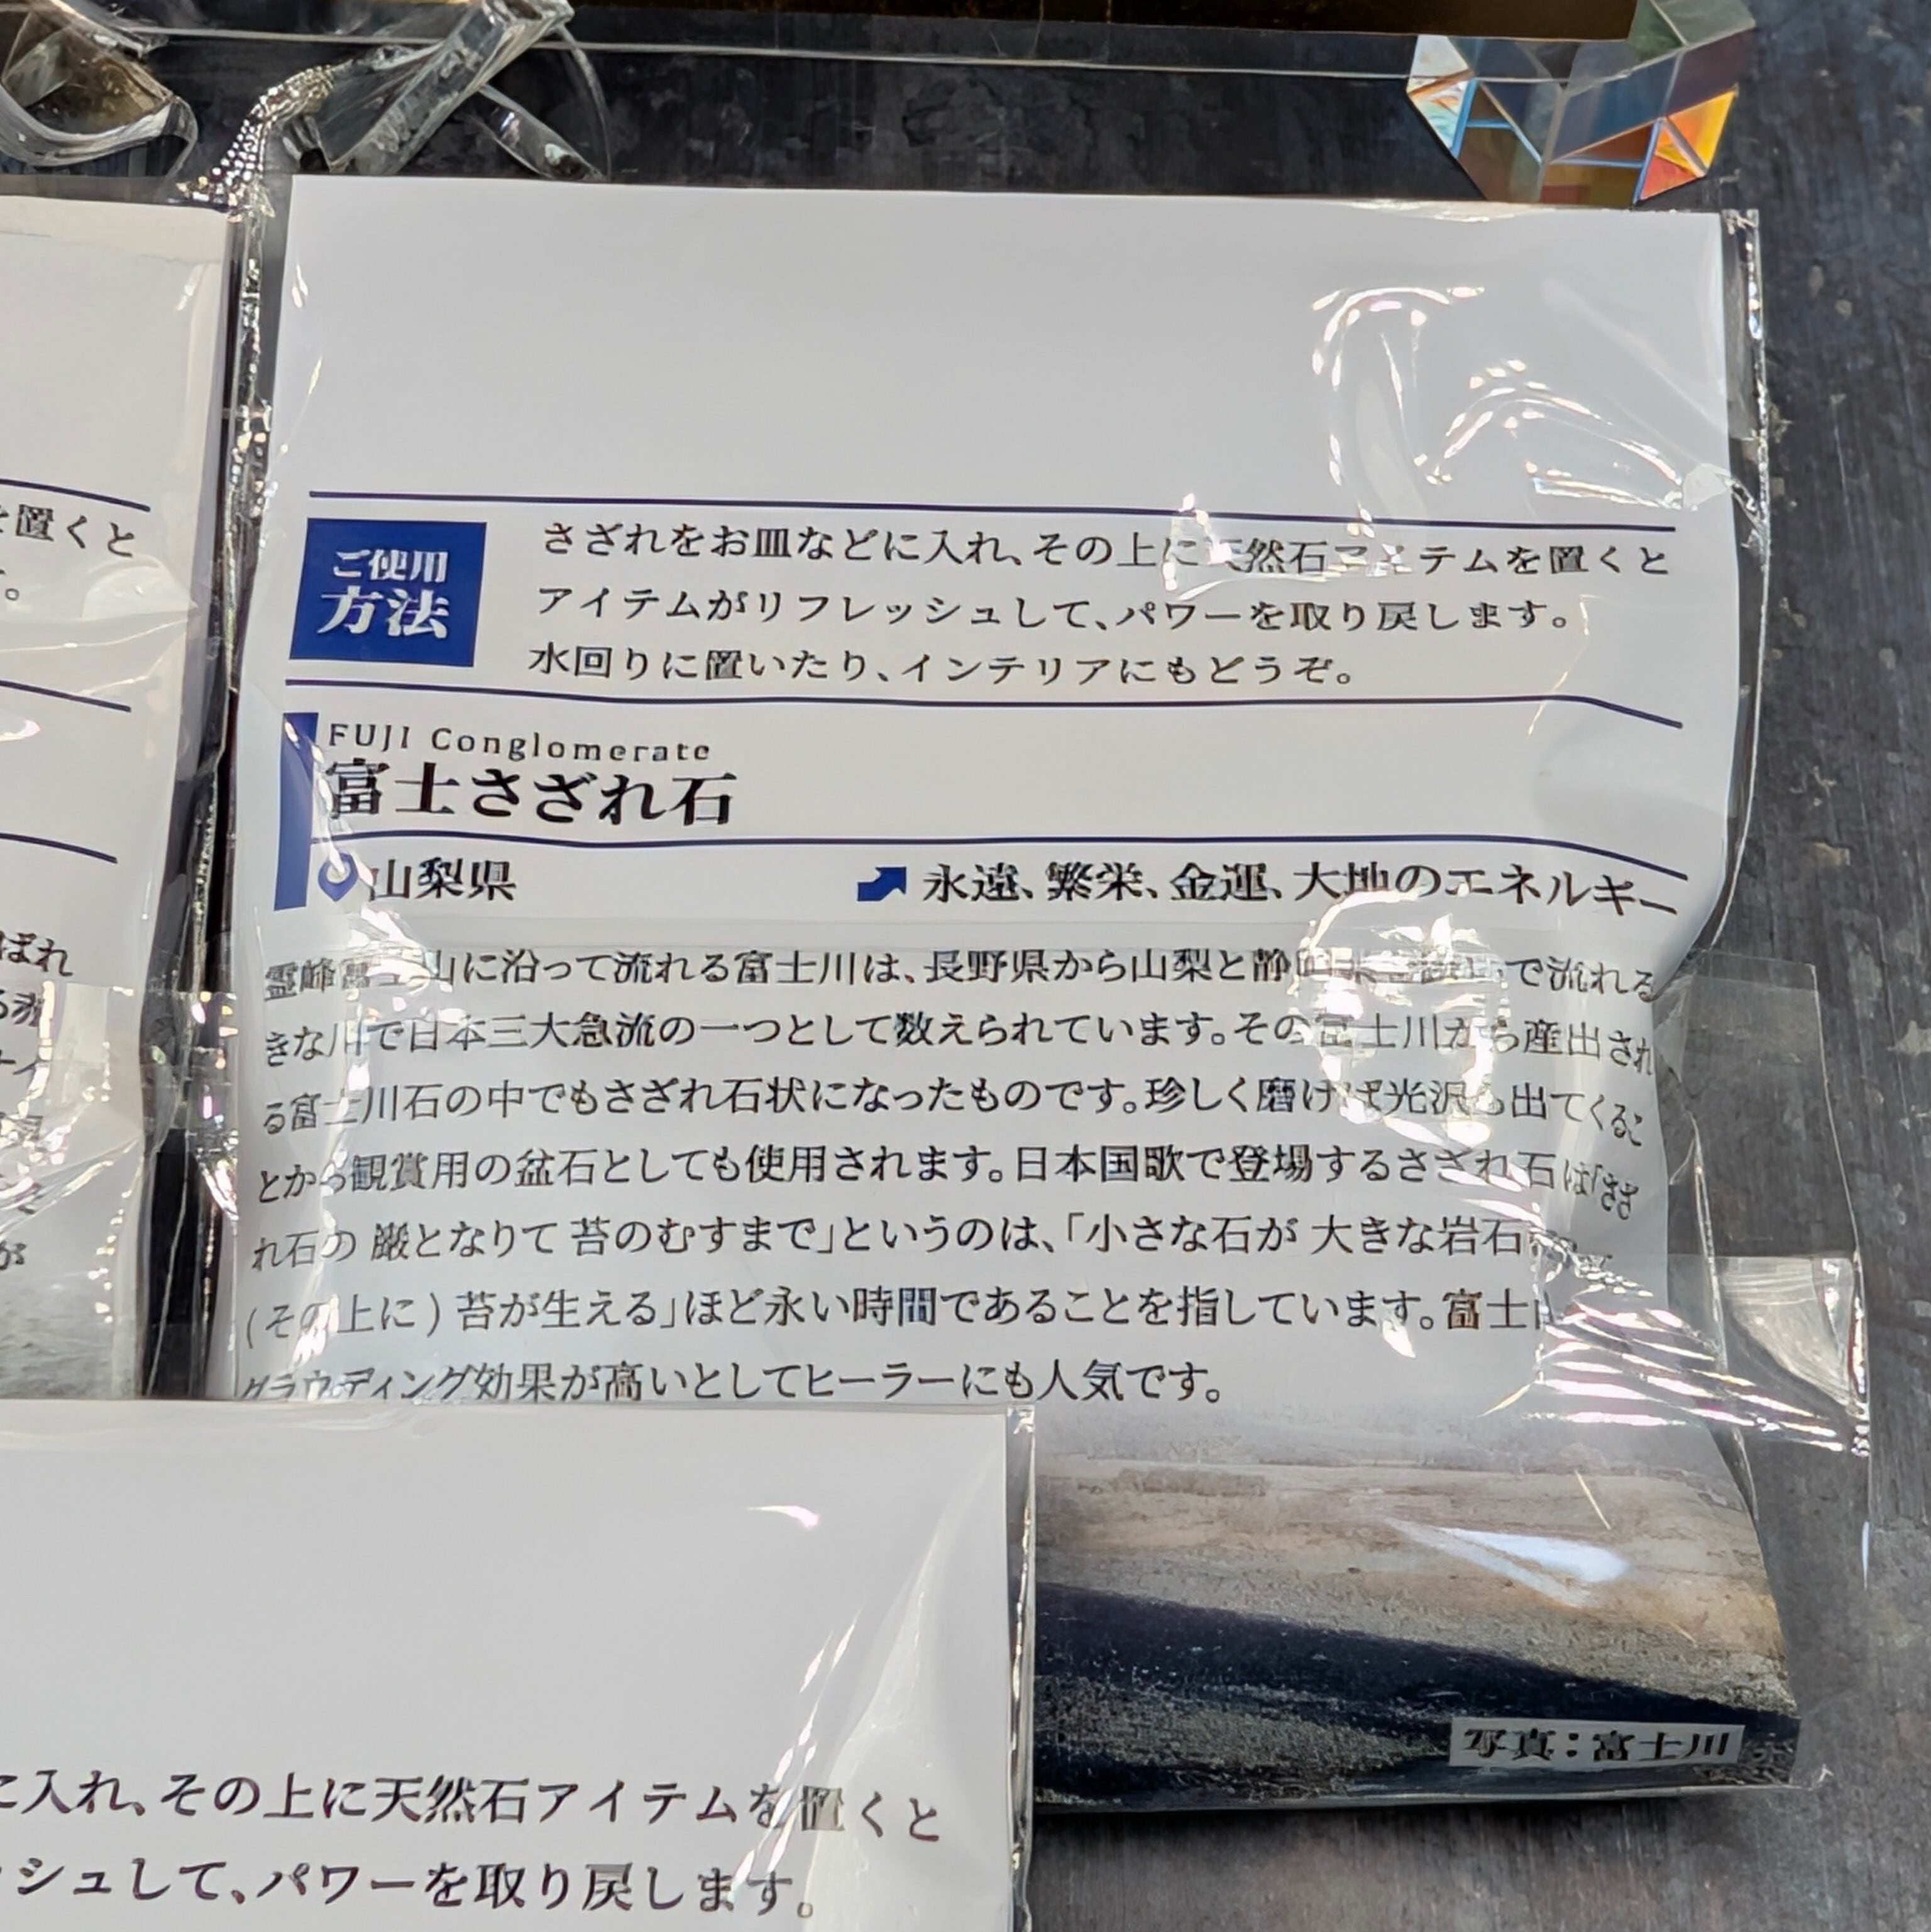 ご使用
方法
さざれをお皿などに入れ、その上に天然石アイテムを置くと
アイテムがリフレッシュして、パワーを取り戻します。
水回りに置いたり、インテリアにもどうぞ。
FUJI Conglomerate
富士さざれ石
山梨県
永遠、繁栄、金運、大地のエネルギー
霊峰富士山に沿って流れる富士川は、長野県から山梨と静 で流れる
きな川で日本三大急流の一つとして数えられています。その富士川から産出され
る富士川石の中でもさざれ石状になったものです。珍しく磨けば光沢も出てくるこ
とから観賞用の盆石としても使用されます。日本国歌で登場するさざれ石は「さざ
れ石の 巌となりて 苔のむすまで」というのは、「小さな石が 大きな岩石
(その上に) 苔が生える」ほど永い時間であることを指しています。富士
グラウディング効果が高いとしてヒーラーにも人気です。
写真：富士川
を置くと
す。
ぼれ
が
に入れ、その上に天然石アイテムを置くと
ッシュして、パワーを取り戻します。